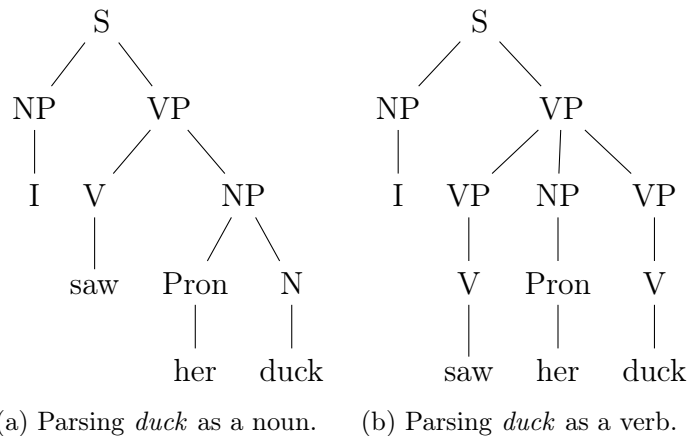 S S
NP VP NP VP
I V NP I VP NP VP
saw Pron N V Pron V
her duck saw her duck
(a) Parsing duck as a noun. (b) Parsing duck as a verb.